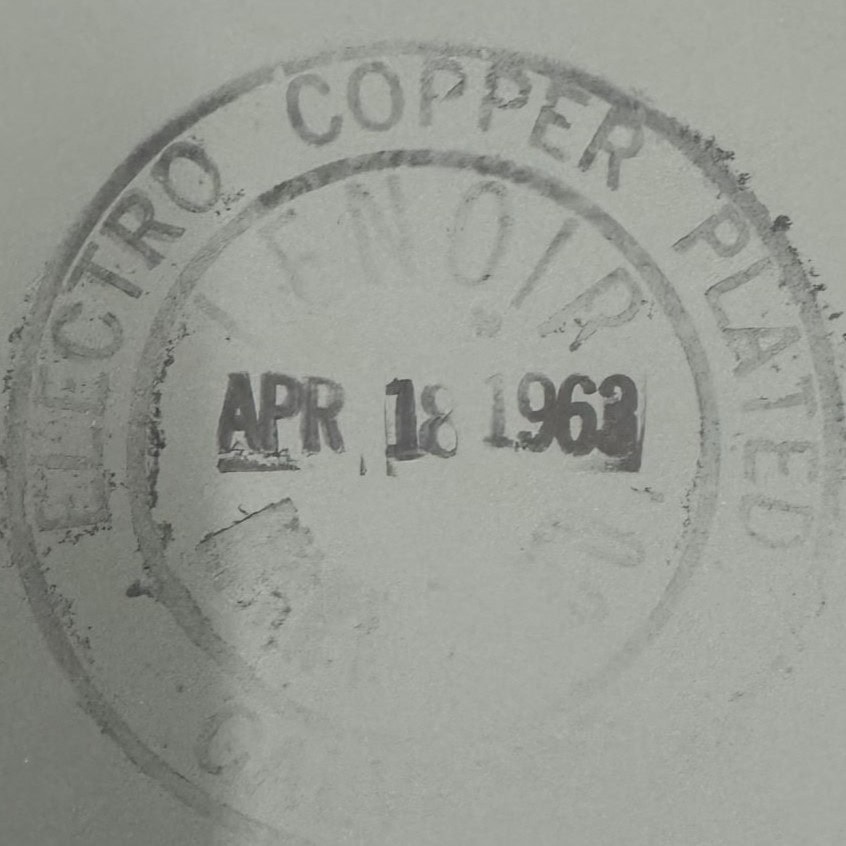 ELECTRO COPPER PLATED
LENOIR
APR 18 1963